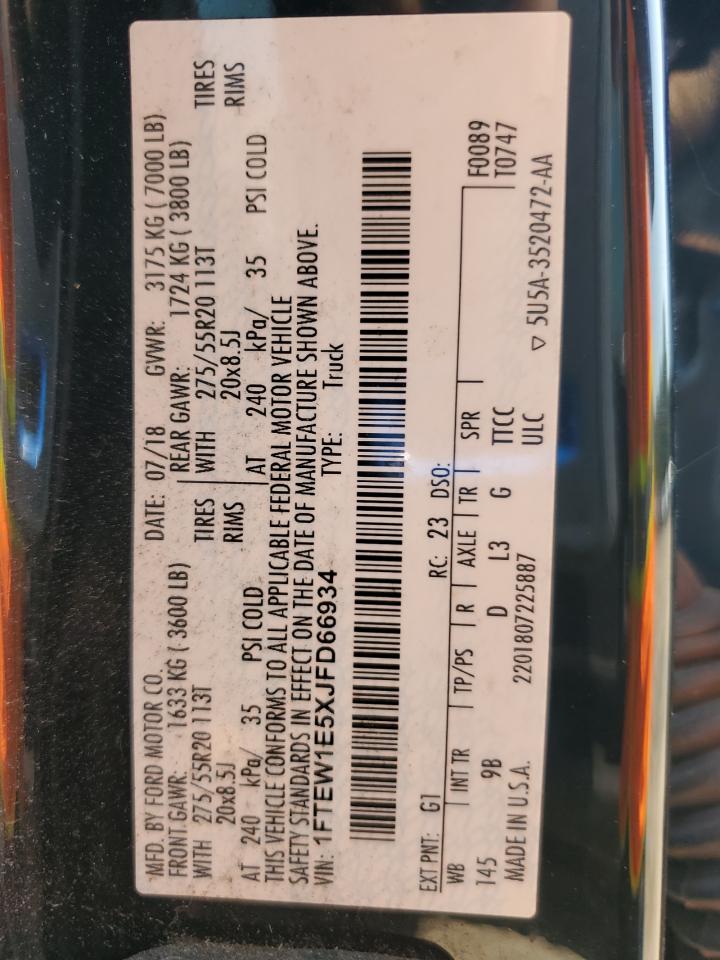 MFD. BY FORD MOTOR CO.   DATE: 07/18   GVWR: 3175 KG ( 7000 LB)
FRONT GAWR: 1633 KG ( 3600 LB)   REAR GAWR: 1724 KG ( 3800 LB)
WITH 275/55R20 113T TIRES   WITH 275/55R20 113T TIRES
20x8.5J RIMS   20x8.5J RIMS
AT 240 kPa/ 35 PSI COLD   AT 240 kPa/ 35 PSI COLD
THIS VEHICLE CONFORMS TO ALL APPLICABLE FEDERAL MOTOR VEHICLE
SAFETY STANDARDS IN EFFECT ON THE DATE OF MANUFACTURE SHOWN ABOVE.
VIN: 1FTEW1E5XJFD66934   TYPE: Truck
EXT PNT: G1   RC: 23 DSO:   F0089
WB INT TR TP/PS R AXLE TR SPR   T0747
145 9B D L3 G TTCC
MADE IN U.S.A. 2201807225887 ULC
▽ 5U5A-3520472-AA